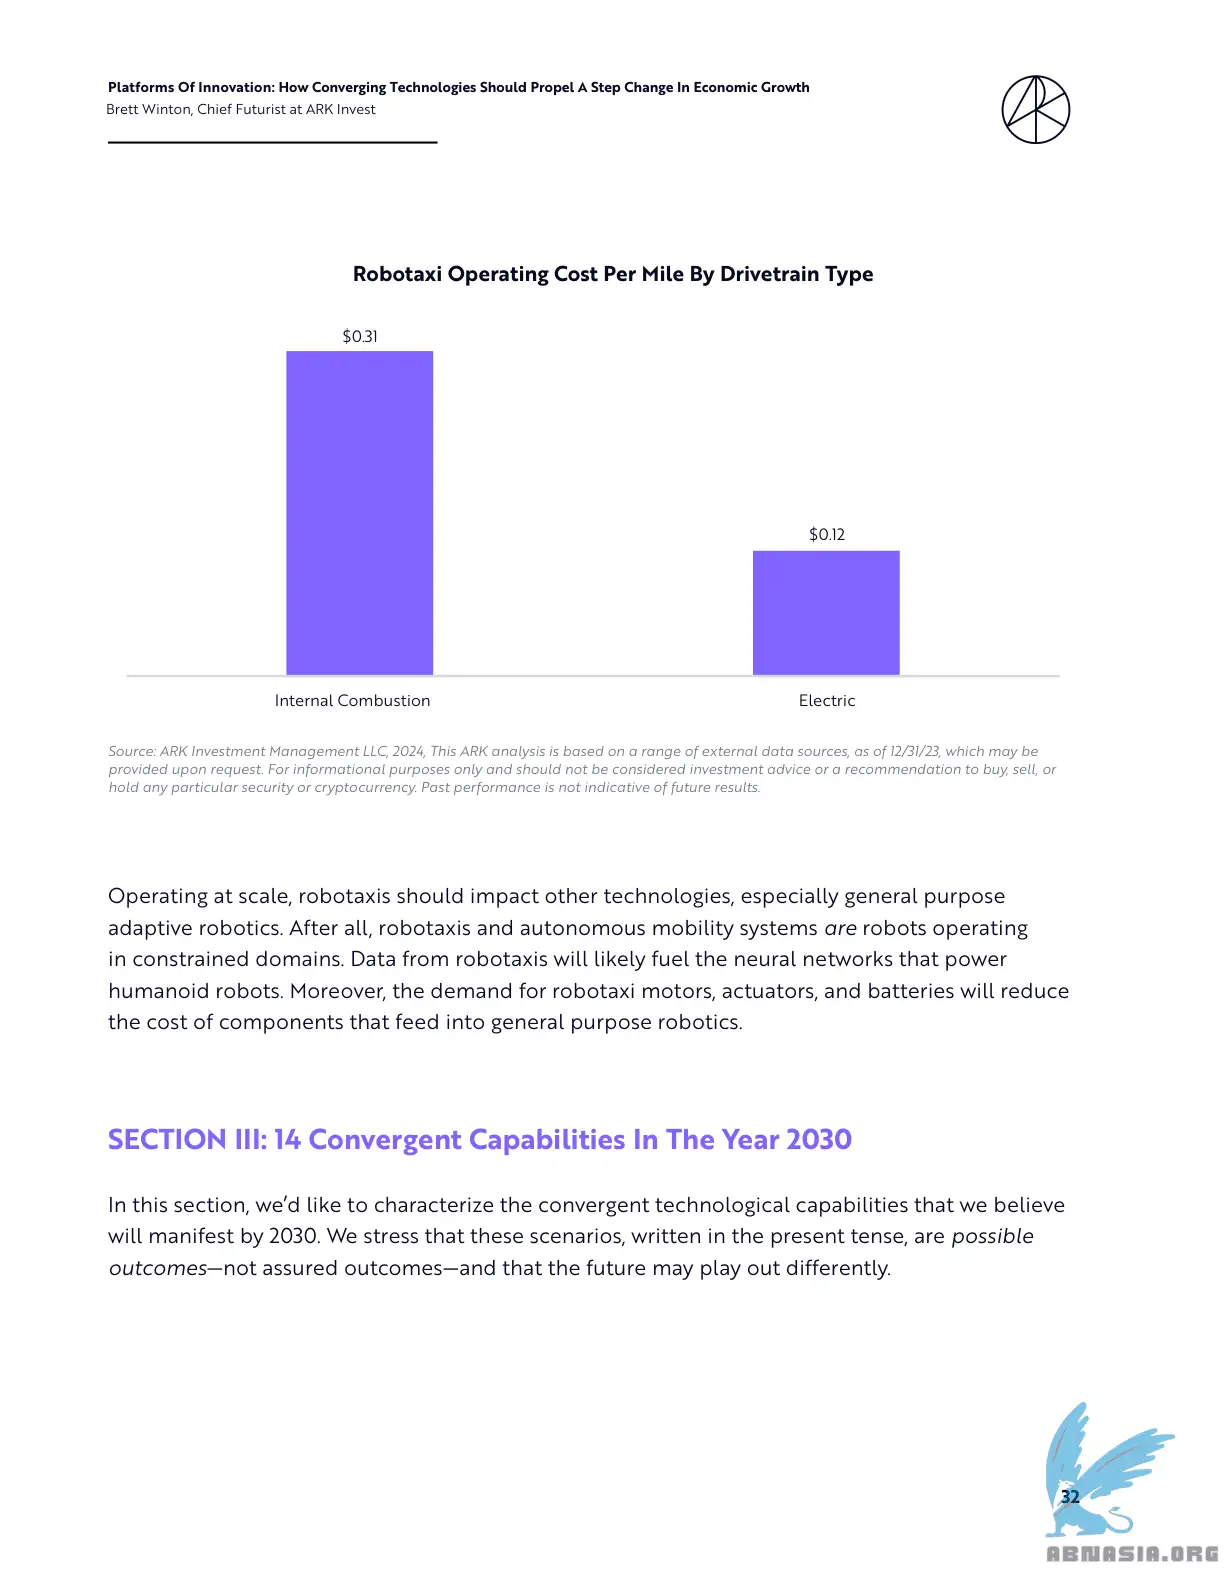 Platforms Of Innovation: How Converging Technologies Should Propel A Step Change In Economic Growth
Brett Winton, Chief Futurist at ARK Invest
Robotaxi Operating Cost Per Mile By Drivetrain Type
$0.31
$0.12
Internal Combustion
Electric
Source: ARK Investment Management LLC, 2024, This ARK analysis is based on a range of external data sources, as of 12/31/23, which may be
provided upon request. For informational purposes only and should not be considered investment advice or a recommendation to buy, sell, or
hold any particular security or cryptocurrency. Past performance is not indicative of future results.
Operating at scale, robotaxis should impact other technologies, especially general purpose
adaptive robotics. After all, robotaxis and autonomous mobility systems are robots operating
in constrained domains. Data from robotaxis will likely fuel the neural networks that power
humanoid robots. Moreover, the demand for robotaxi motors, actuators, and batteries will reduce
the cost of components that feed into general purpose robotics.
SECTION III: 14 Convergent Capabilities In The Year 2030
In this section, we'd like to characterize the convergent technological capabilities that we believe
will manifest by 2030. We stress that these scenarios, written in the present tense, are possible
outcomes—not assured outcomes—and that the future may play out differently.
32
ABNASIA.ORG